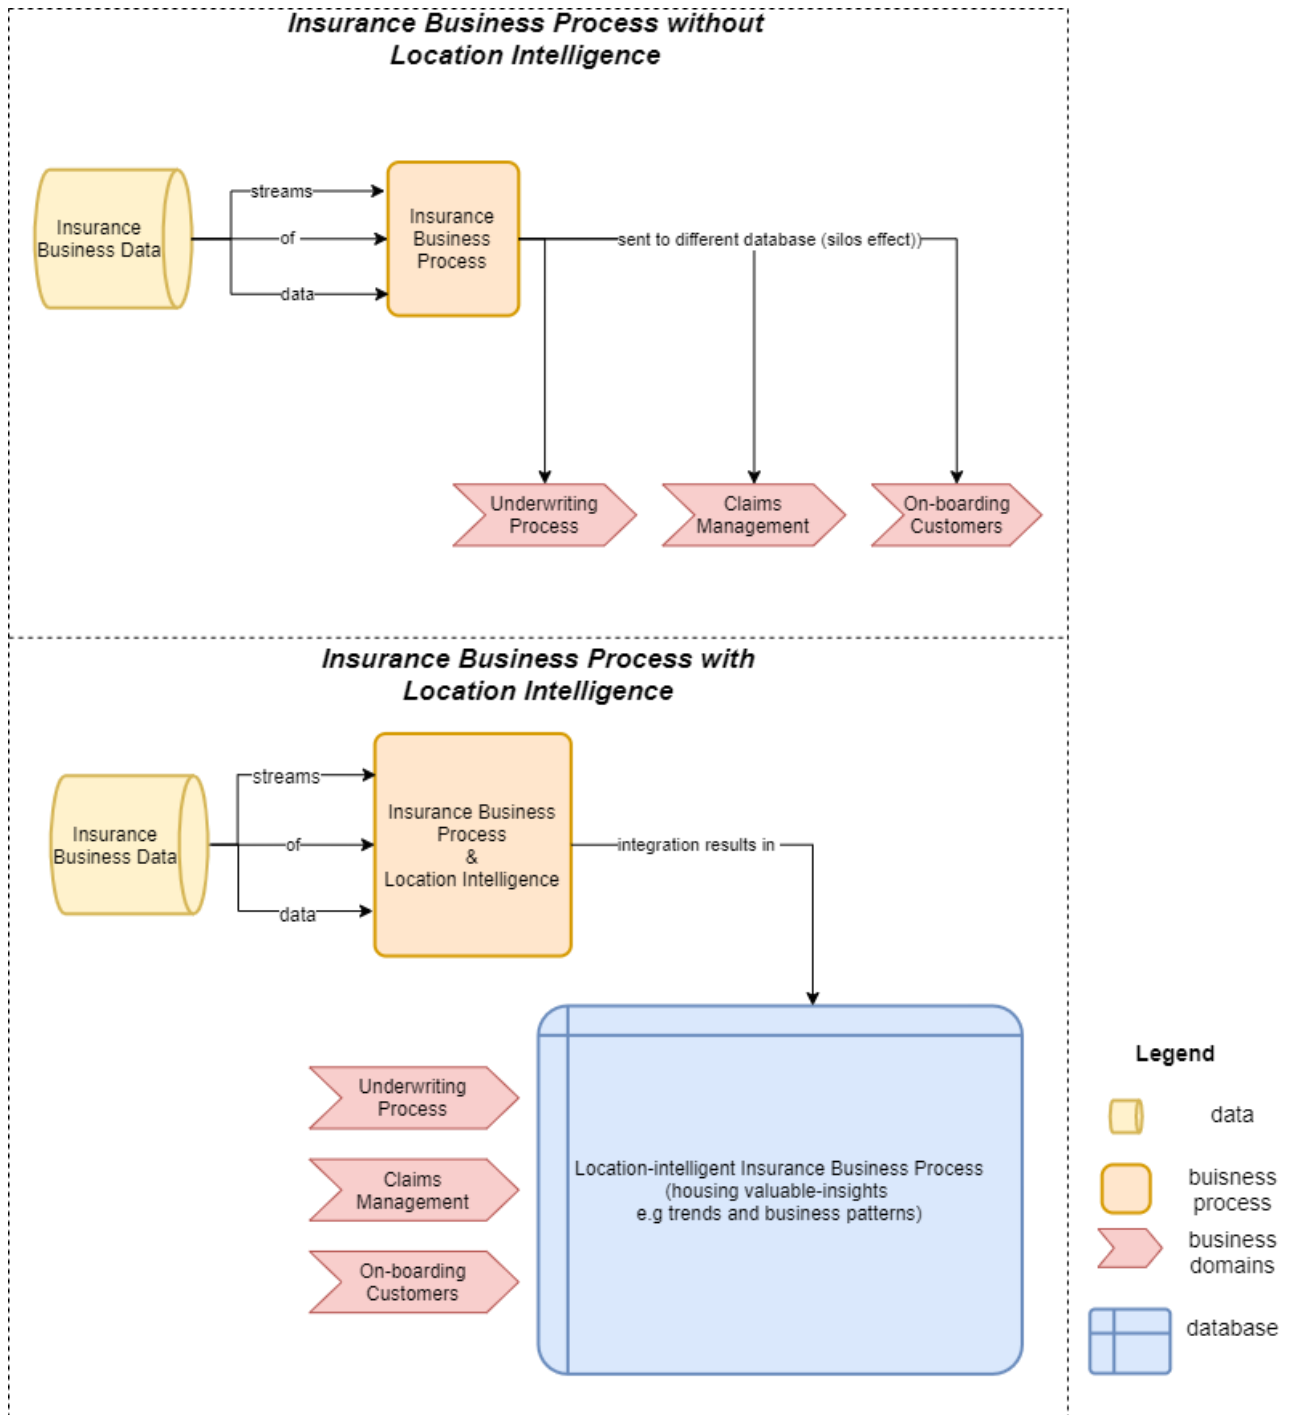 Insurance Business Process without
Location Intelligence
Insurance
Business Data
streams
of
data
Insurance
Business
Process
sent to different database (silos effect))
Underwriting
Process
Claims
Management
On-boarding
Customers
Insurance Business Process with
Location Intelligence
Insurance
Business Data
streams
of
data
Insurance Business
Process
&
Location Intelligence
integration results in
Underwriting
Process
Claims
Management
On-boarding
Customers
Location-intelligent Insurance Business Process
(housing valuable-insights
e.g trends and business patterns)
Legend
data
buisness
process
business
domains
database